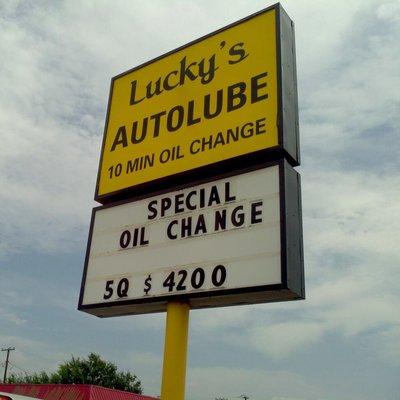 Lucky's
AUTOLUBE
10 MIN OIL CHANGE
SPECIAL
OIL CHANGE
5Q $ 4200